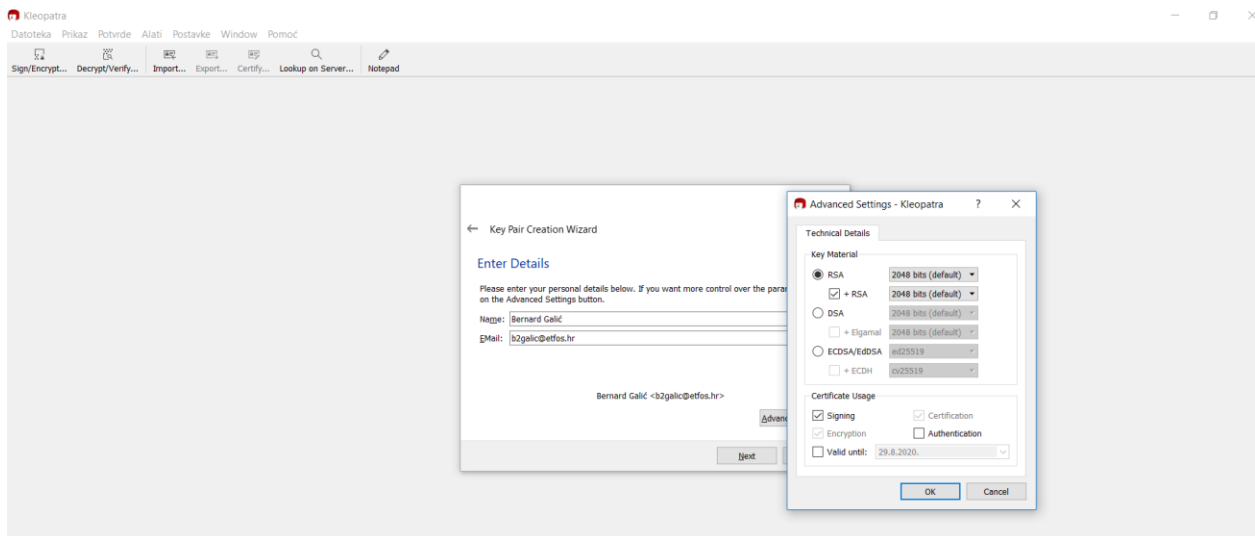 Kleopatra
Datoteka Prikaz Potvrde Alati Postavke Window Pomoć
Sign/Encrypt... Decrypt/Verify... Import... Export... Certify... Lookup on Server... Notepad
Key Pair Creation Wizard
Enter Details
Please enter your personal details below. If you want more control over the para
on the Advanced Settings button.
Name: Bernard Galić
EMail: b2galic@etfos.hr
Bernard Galić <b2galic@etfos.hr>
Advanc
Next
Advanced Settings - Kleopatra ?
Technical Details
Key Material
RSA 2048 bits (default)
+ RSA 2048 bits (default)
DSA 2048 bits (default)
+ Elgamal 2048 bits (default)
ECDSA/EdDSA ed25519
+ ECDH cv25519
Certificate Usage
Signing Certification
Encryption Authentication
Valid until: 29.8.2020.
OK Cancel